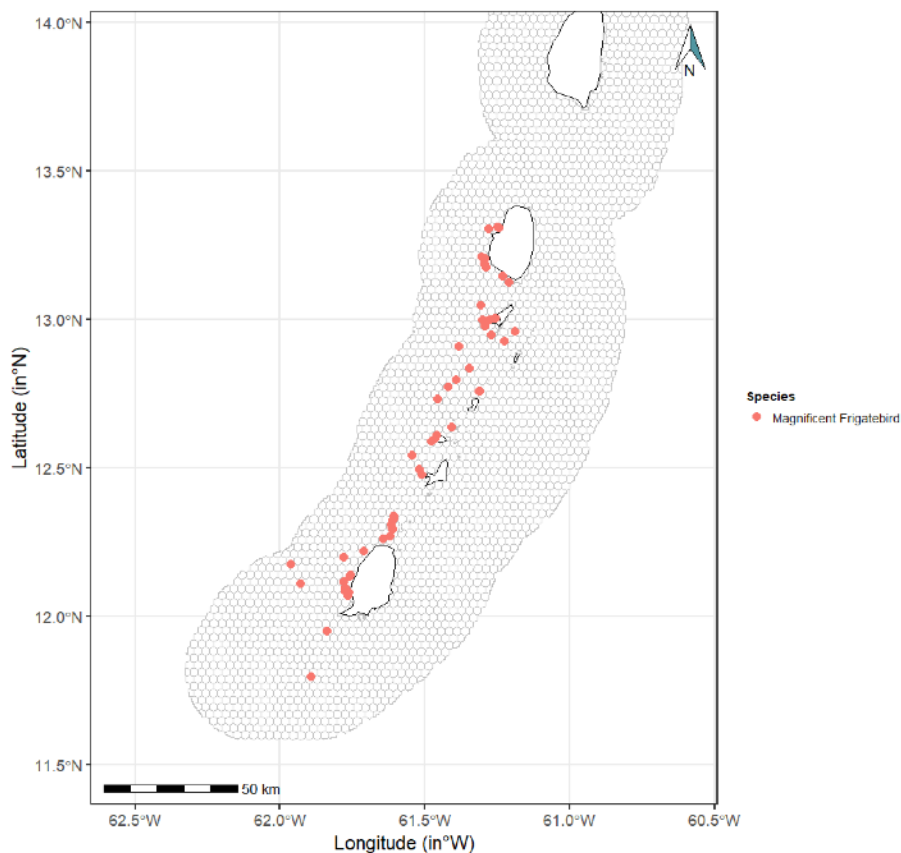 14.0°N
N
13.5°N
13.0°N
12.5°N
12.0°N
11.5°N
Latitude (in°N)
Species
Magnificent Frigatebird
50 km
62.5°W 62.0°W 61.5°W 61.0°W 60.5°W
Longitude (in°W)